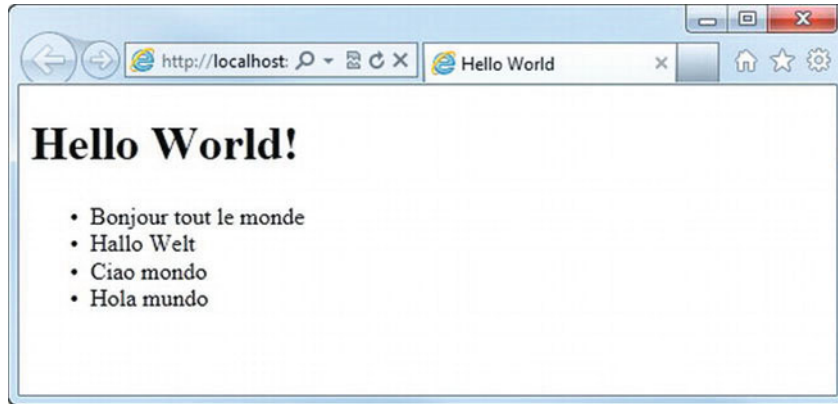 http://localhost:
Hello World
Hello World!
• Bonjour tout le monde
• Hallo Welt
• Ciao mondo
• Hola mundo